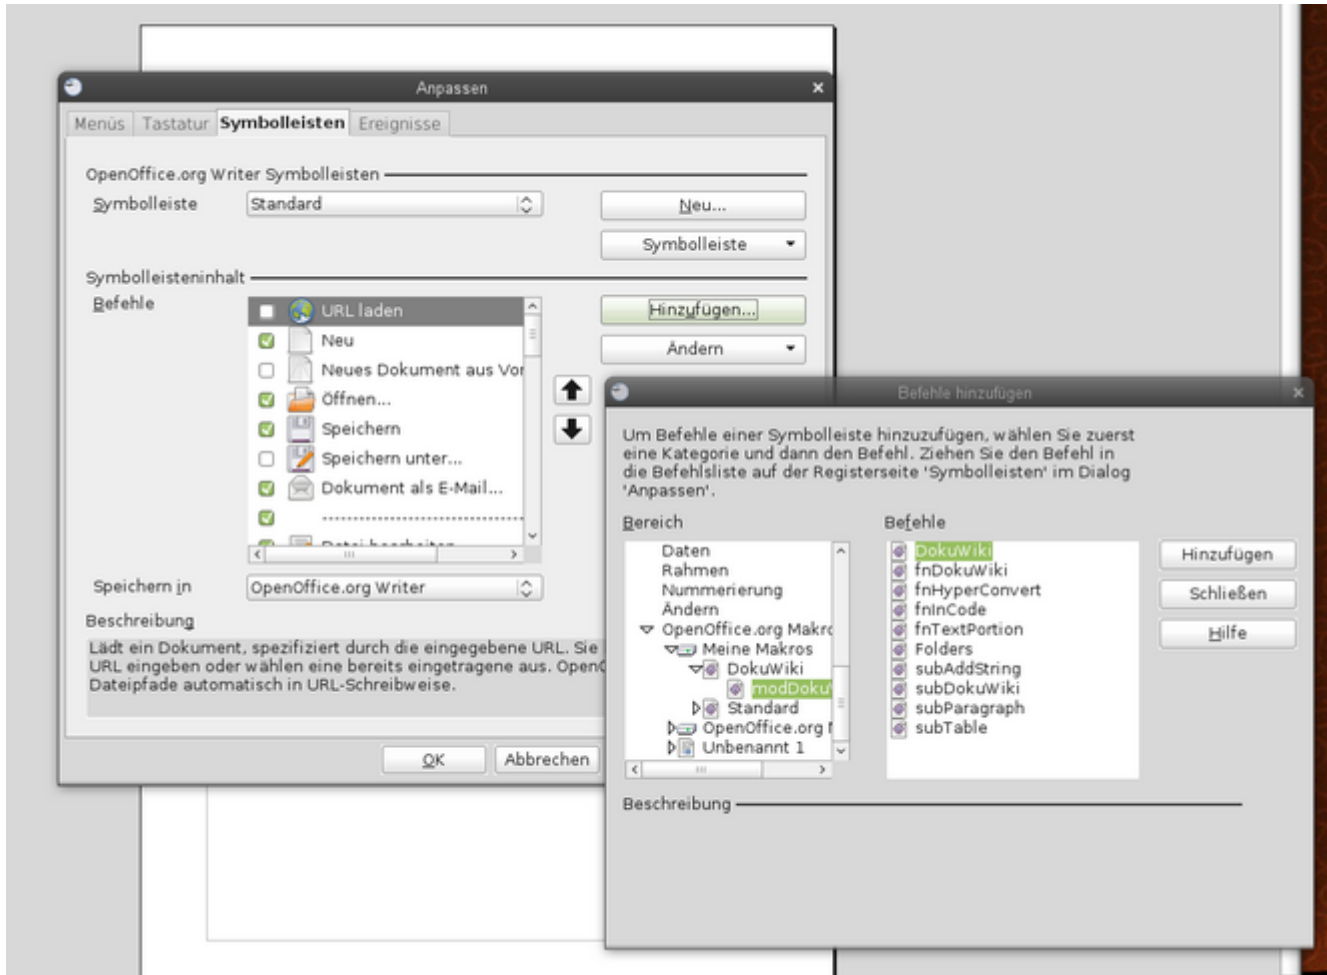 Anpassen
Menüs Tastatur Symbolleisten Ereignisse
OpenOffice.org Writer Symbolleisten
Symbolleiste Standard Neu...
Symbolleiste
Symbolleisteninhalt
Befehle
URL laden
Neu
Neues Dokument aus Vor
Öffnen...
Speichern
Speichern unter...
Dokument als E-Mail...
Datei bearbeiten
Hinzufügen...
Ändern
Speichern in OpenOffice.org Writer
Beschreibung
Lädt ein Dokument, spezifiziert durch die eingegebene URL. Sie
URL eingeben oder wählen eine bereits eingetragene aus. OpenO
Dateipfade automatisch in URL-Schreibweise.
OK Abbrechen
Befehle hinzufügen
Um Befehle einer Symbolleiste hinzuzufügen, wählen Sie zuerst
eine Kategorie und dann den Befehl. Ziehen Sie den Befehl in
die Befehlsliste auf der Registerseite 'Symbolleisten' im Dialog
'Anpassen'.
Bereich
Daten
Rahmen
Nummerierung
Ändern
OpenOffice.org Makro
Meine Makros
DokuWiki
modDoku
Standard
OpenOffice.org
Unbenannt 1
Befehle
DokuWiki
fnDokuWiki
fnHyperConvert
fnInCode
fnTextPortion
Folders
subAddString
subDokuWiki
subParagraph
subTable
Hinzufügen
Schließen
Hilfe
Beschreibung